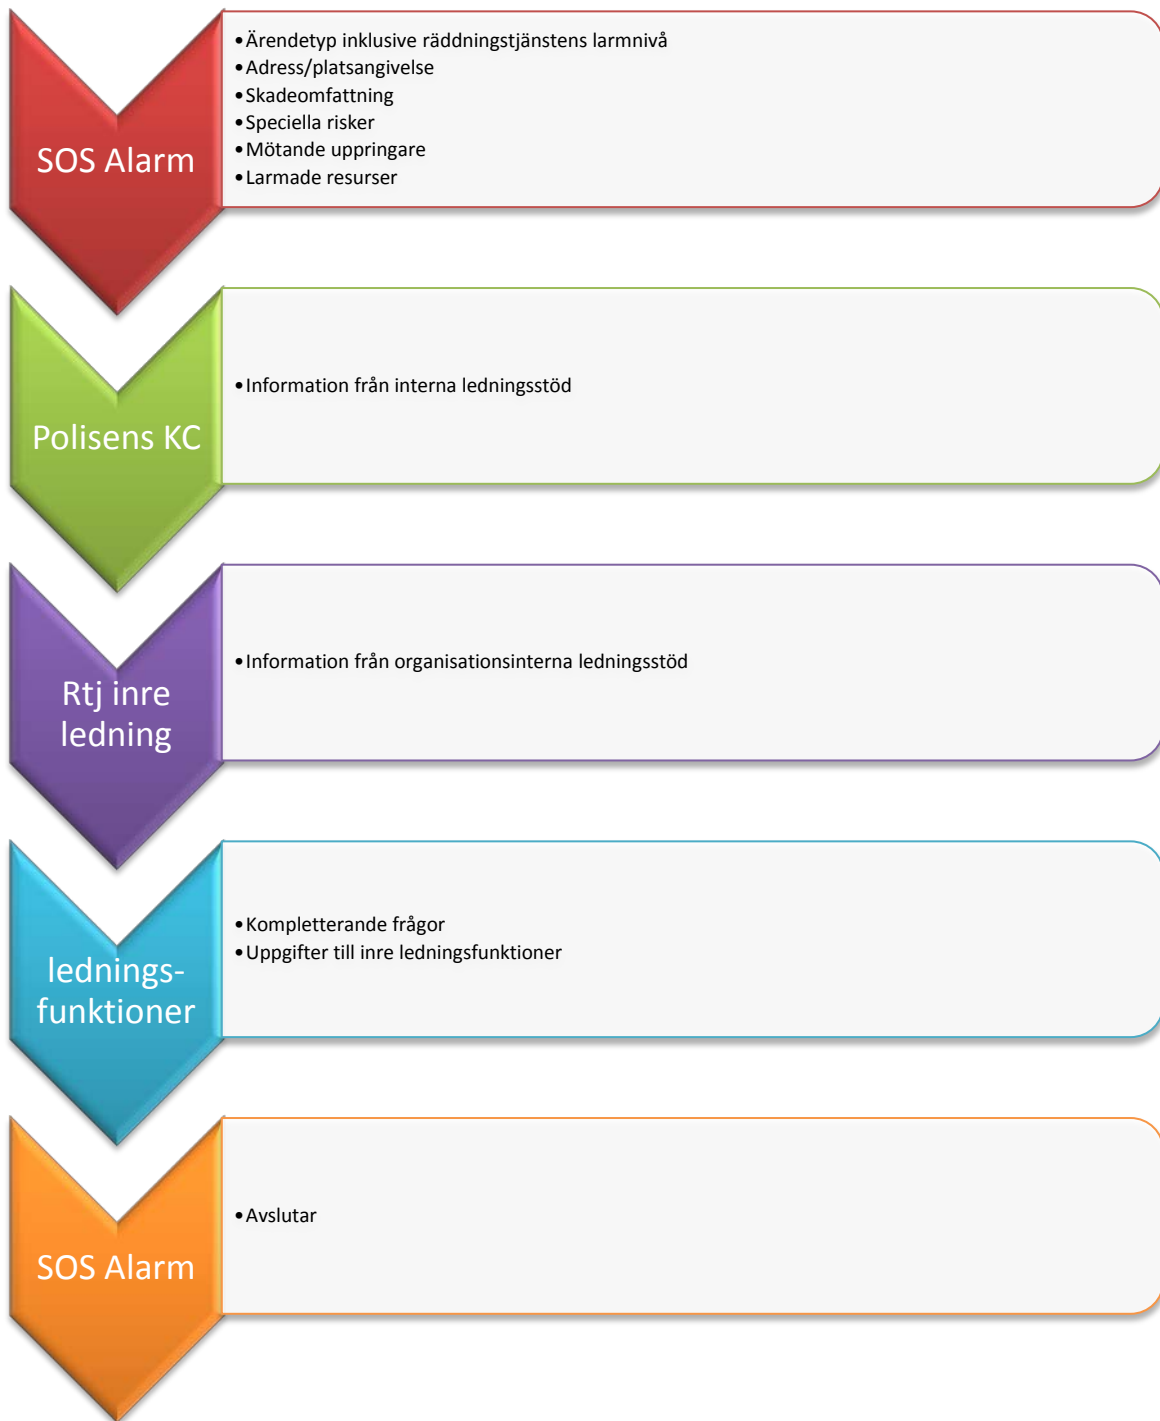 SOS Alarm
•Ärendetyp inklusive räddningstjänstens larmnivå
•Adress/platsangivelse
•Skadeomfattning
•Speciella risker
•Mötande uppringare
•Larmade resurser
Polisens KC
•Information från interna ledningsstöd
Rtj inre
ledning
•Information från organisationsinterna ledningsstöd
lednings-
funktioner
•Kompletterande frågor
•Uppgifter till inre ledningsfunktioner
SOS Alarm
•Avslutar